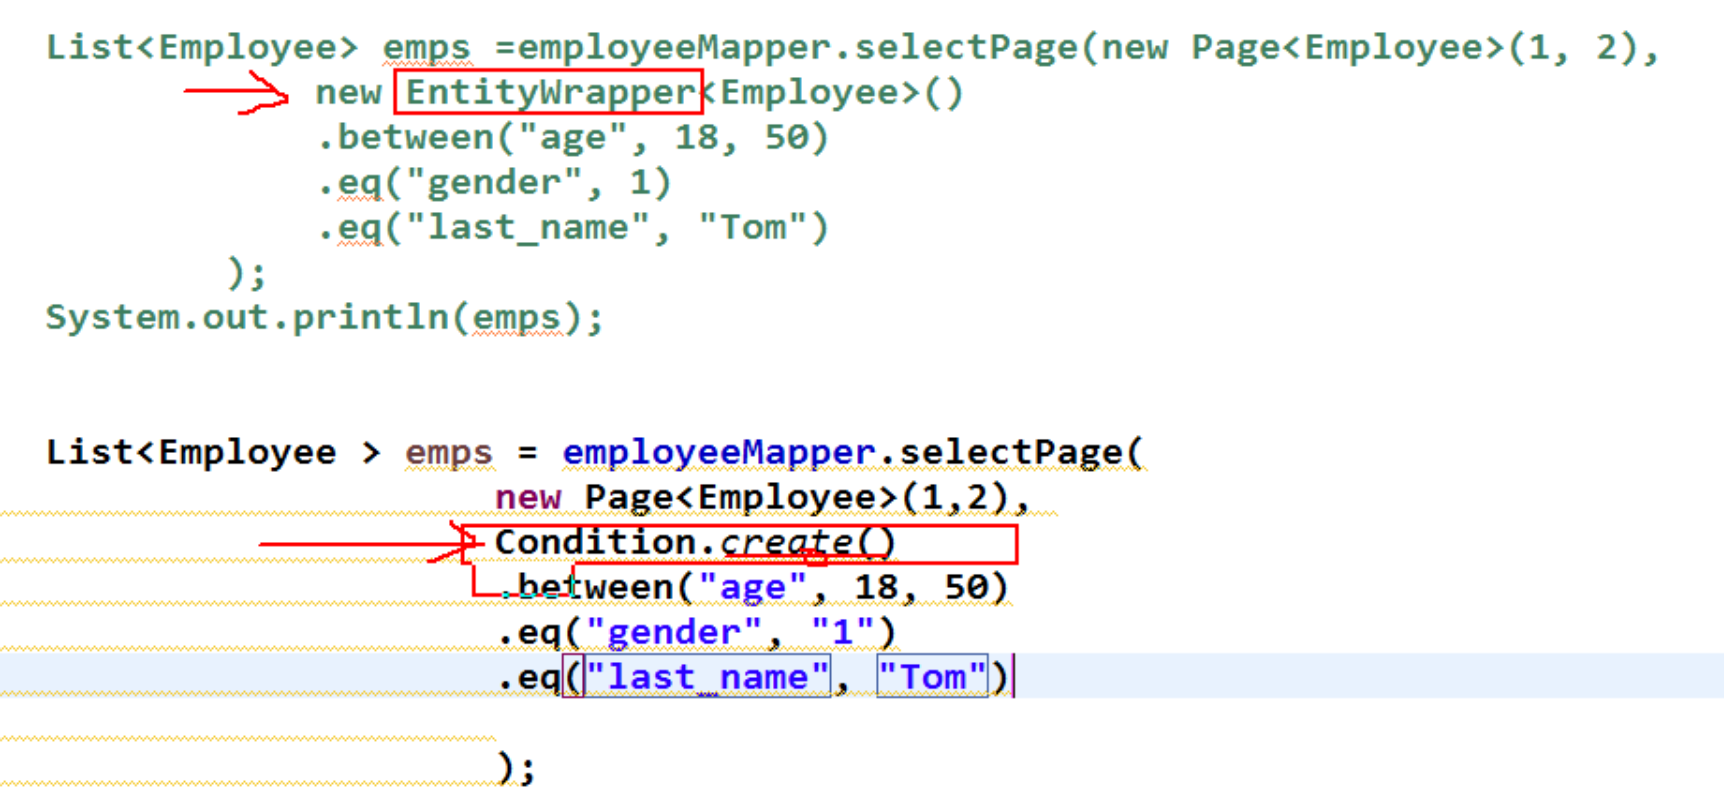 List<Employee> emps =employeeMapper.selectPage(new Page<Employee>(1, 2),
new EntityWrapper<Employee>()
.between("age", 18, 50)
.eq("gender", 1)
.eq("last_name", "Tom")
);
System.out.println(emps);
List<Employee > emps = employeeMapper.selectPage(
new Page<Employee>(1,2),
Condition.create()
.between("age", 18, 50)
.eq("gender", "1")
.eq("last_name", "Tom")
);